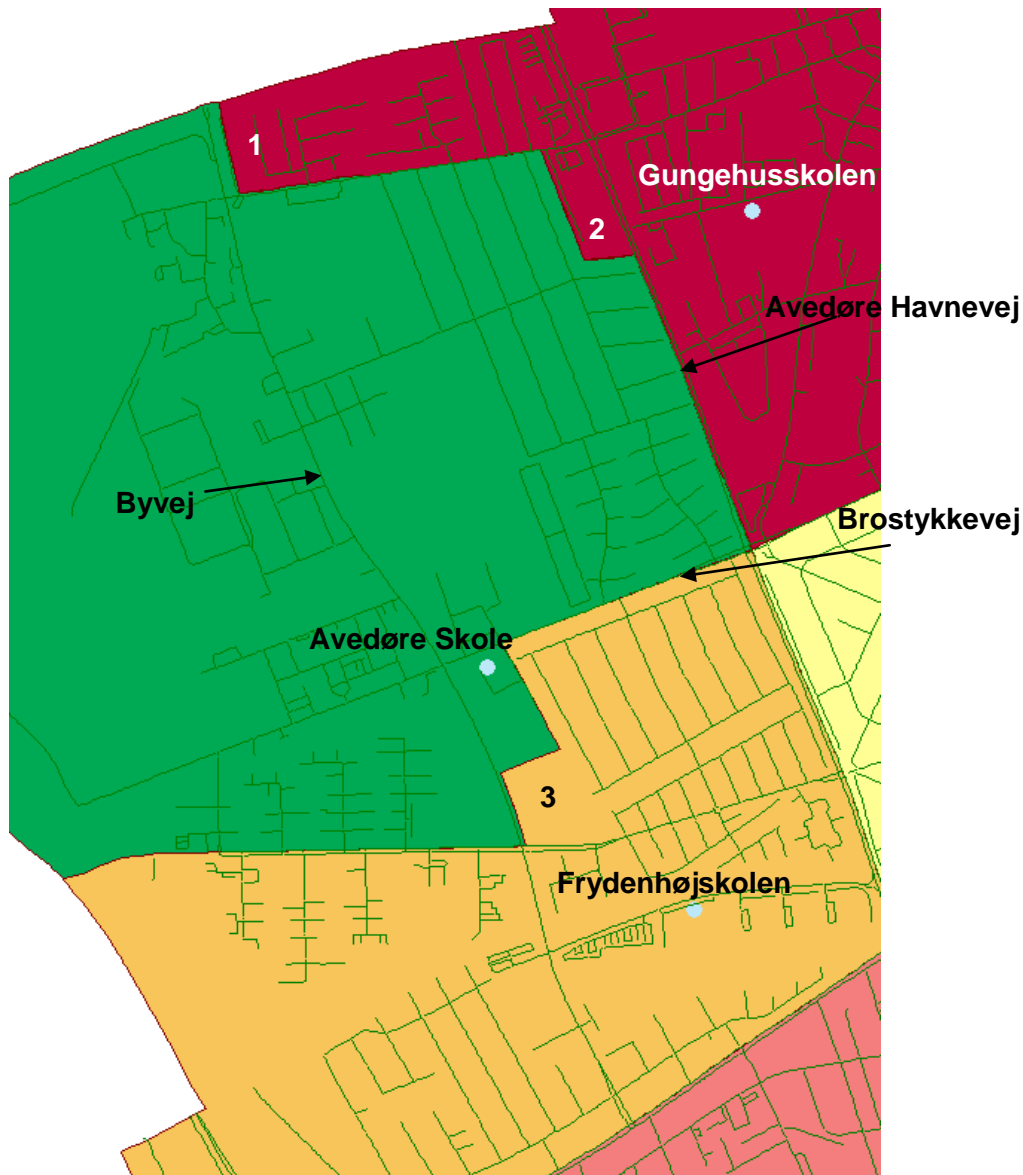 1
Gungehusskolen
2
Avedøre Havnevej
Byvej
Brostykkevej
Avedøre Skole
3
Frydenhøjskolen